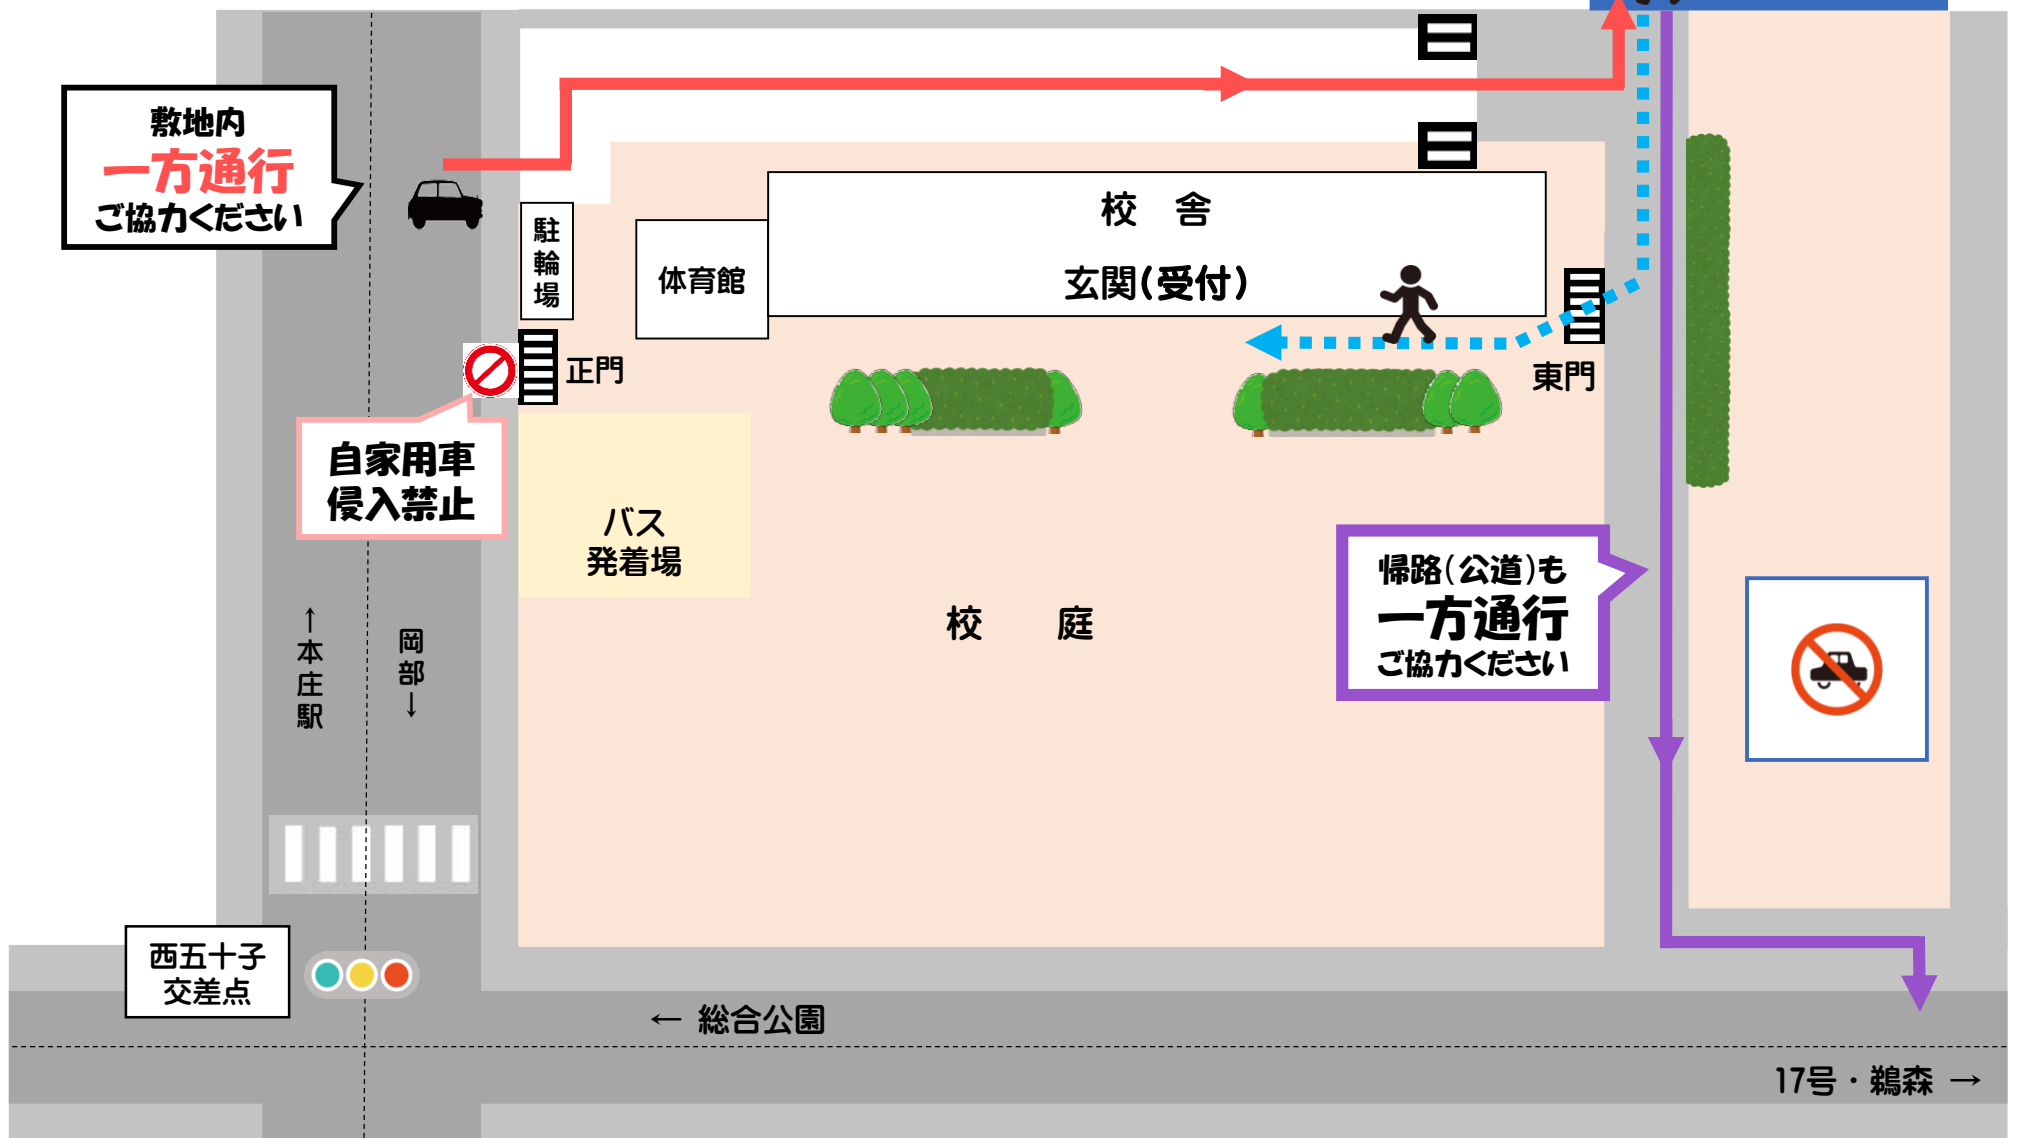 敷地内
一方通行
ご協力ください
校　舎
玄関(受付)
駐輪場
体育館
正門
東門
自家用車
侵入禁止
バス
発着場
帰路(公道)も
一方通行
ご協力ください
校　庭
↑本庄駅
岡部↓
西五十子
交差点
← 総合公園
17号・鵜森 →